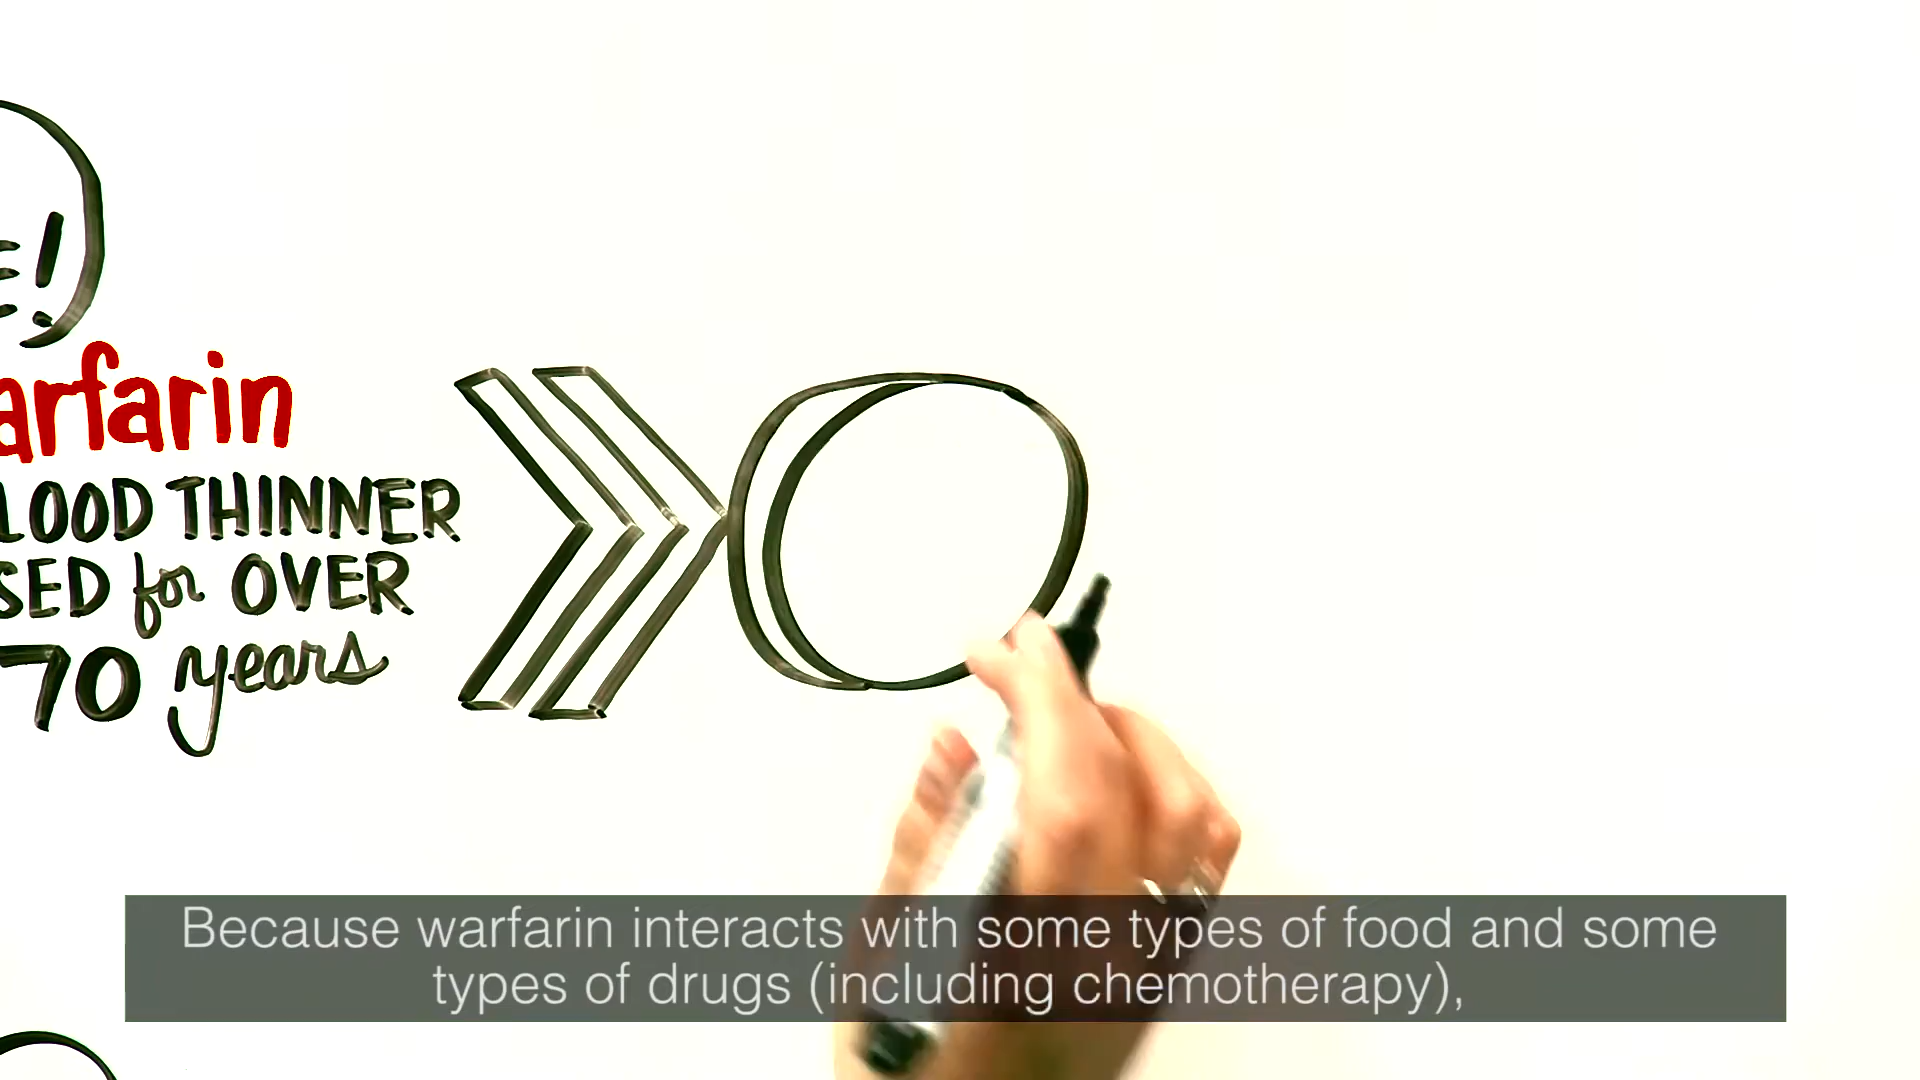 !
arfarin
LOOD THINNER
SED for OVER
70 years
Because warfarin interacts with some types of food and some
types of drugs (including chemotherapy),